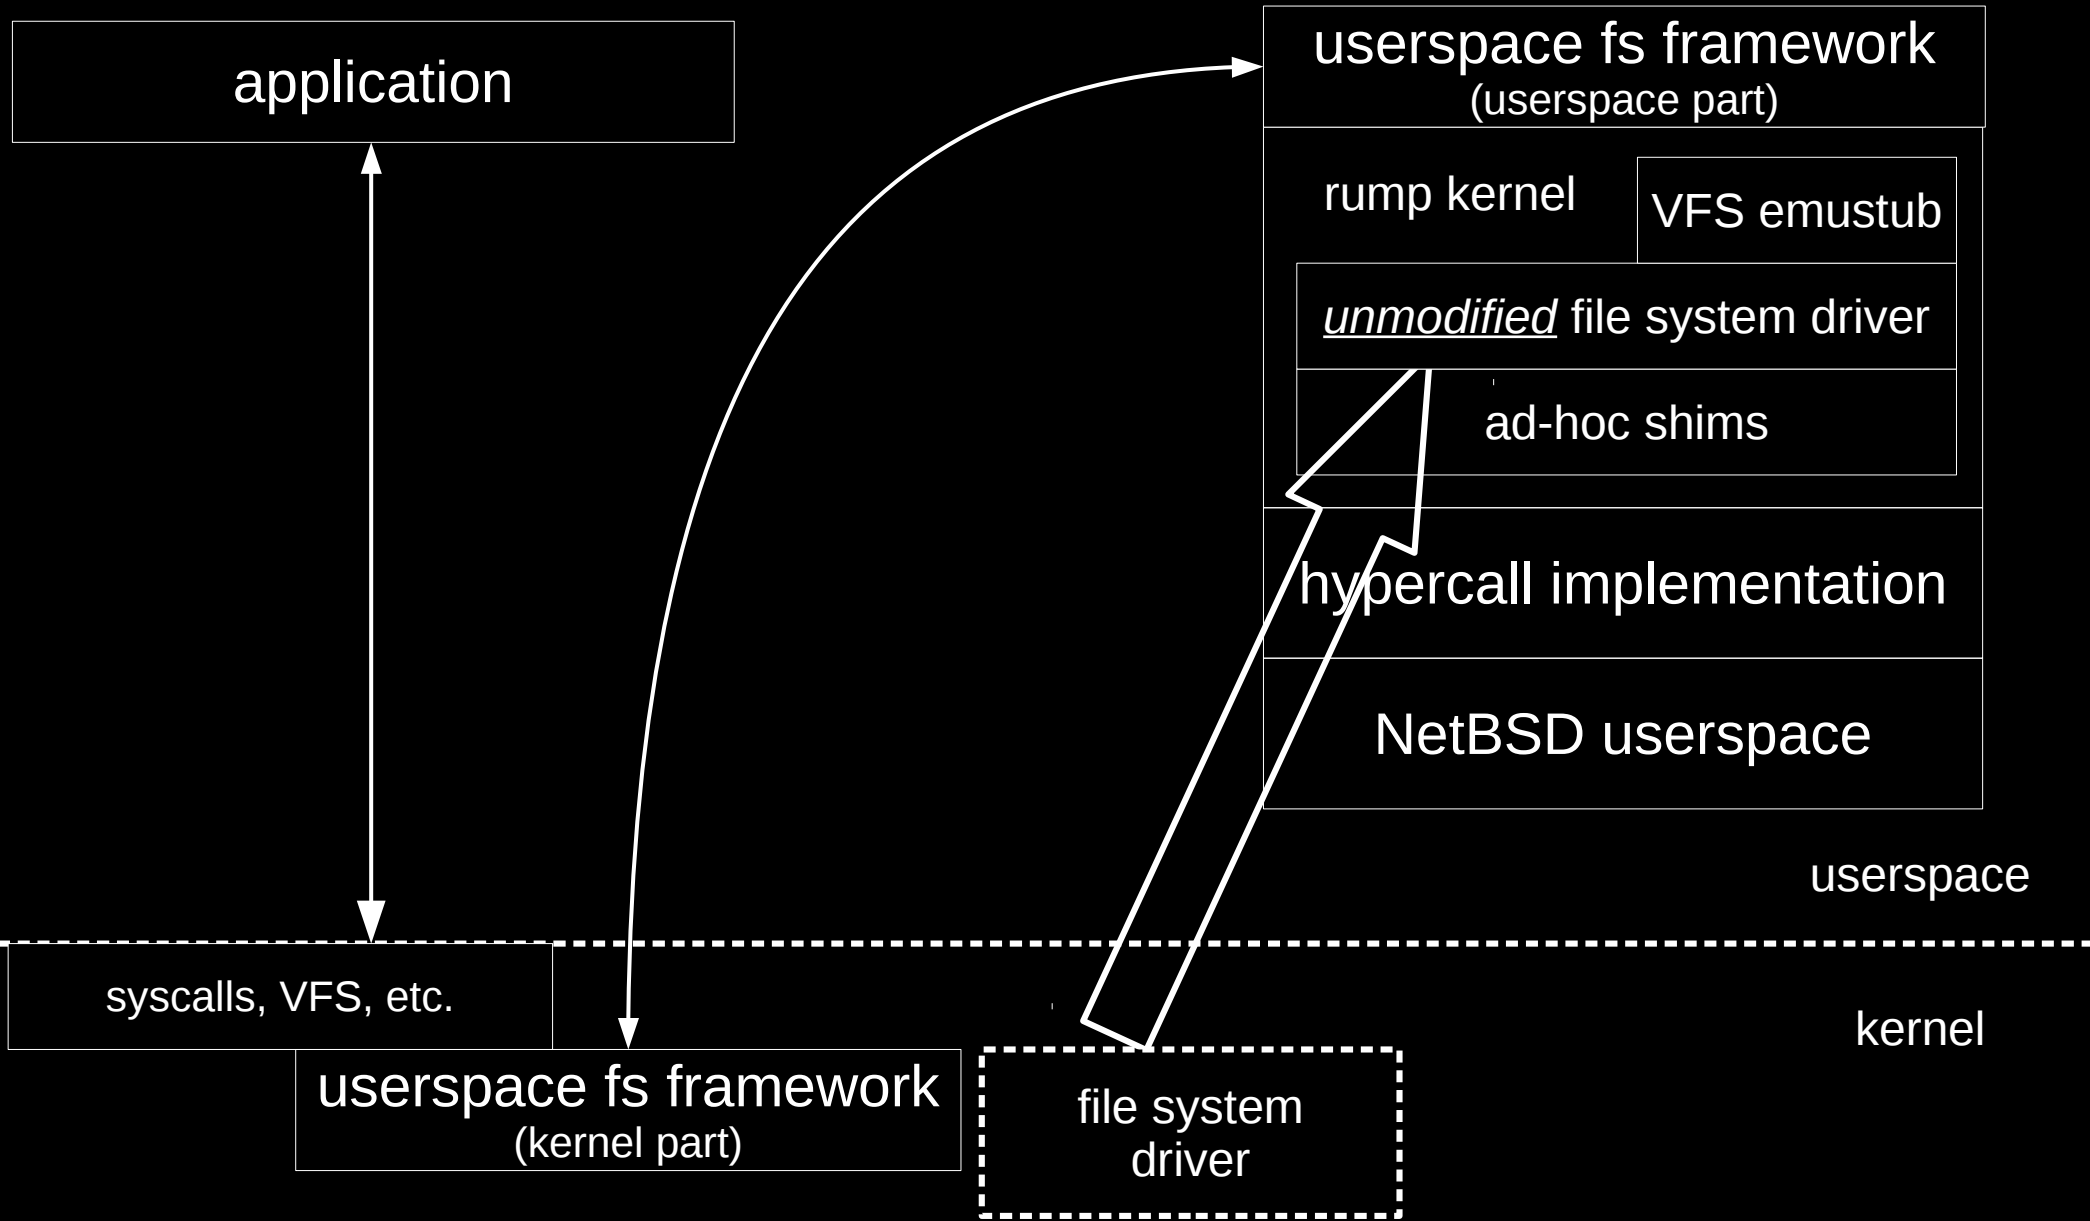 application
userspace fs framework
(userspace part)
rump kernel
VFS emustub
unmodified file system driver
ad-hoc shims
hypercall implementation
NetBSD userspace
userspace
syscalls, VFS, etc.
kernel
userspace fs framework
(kernel part)
file system
driver